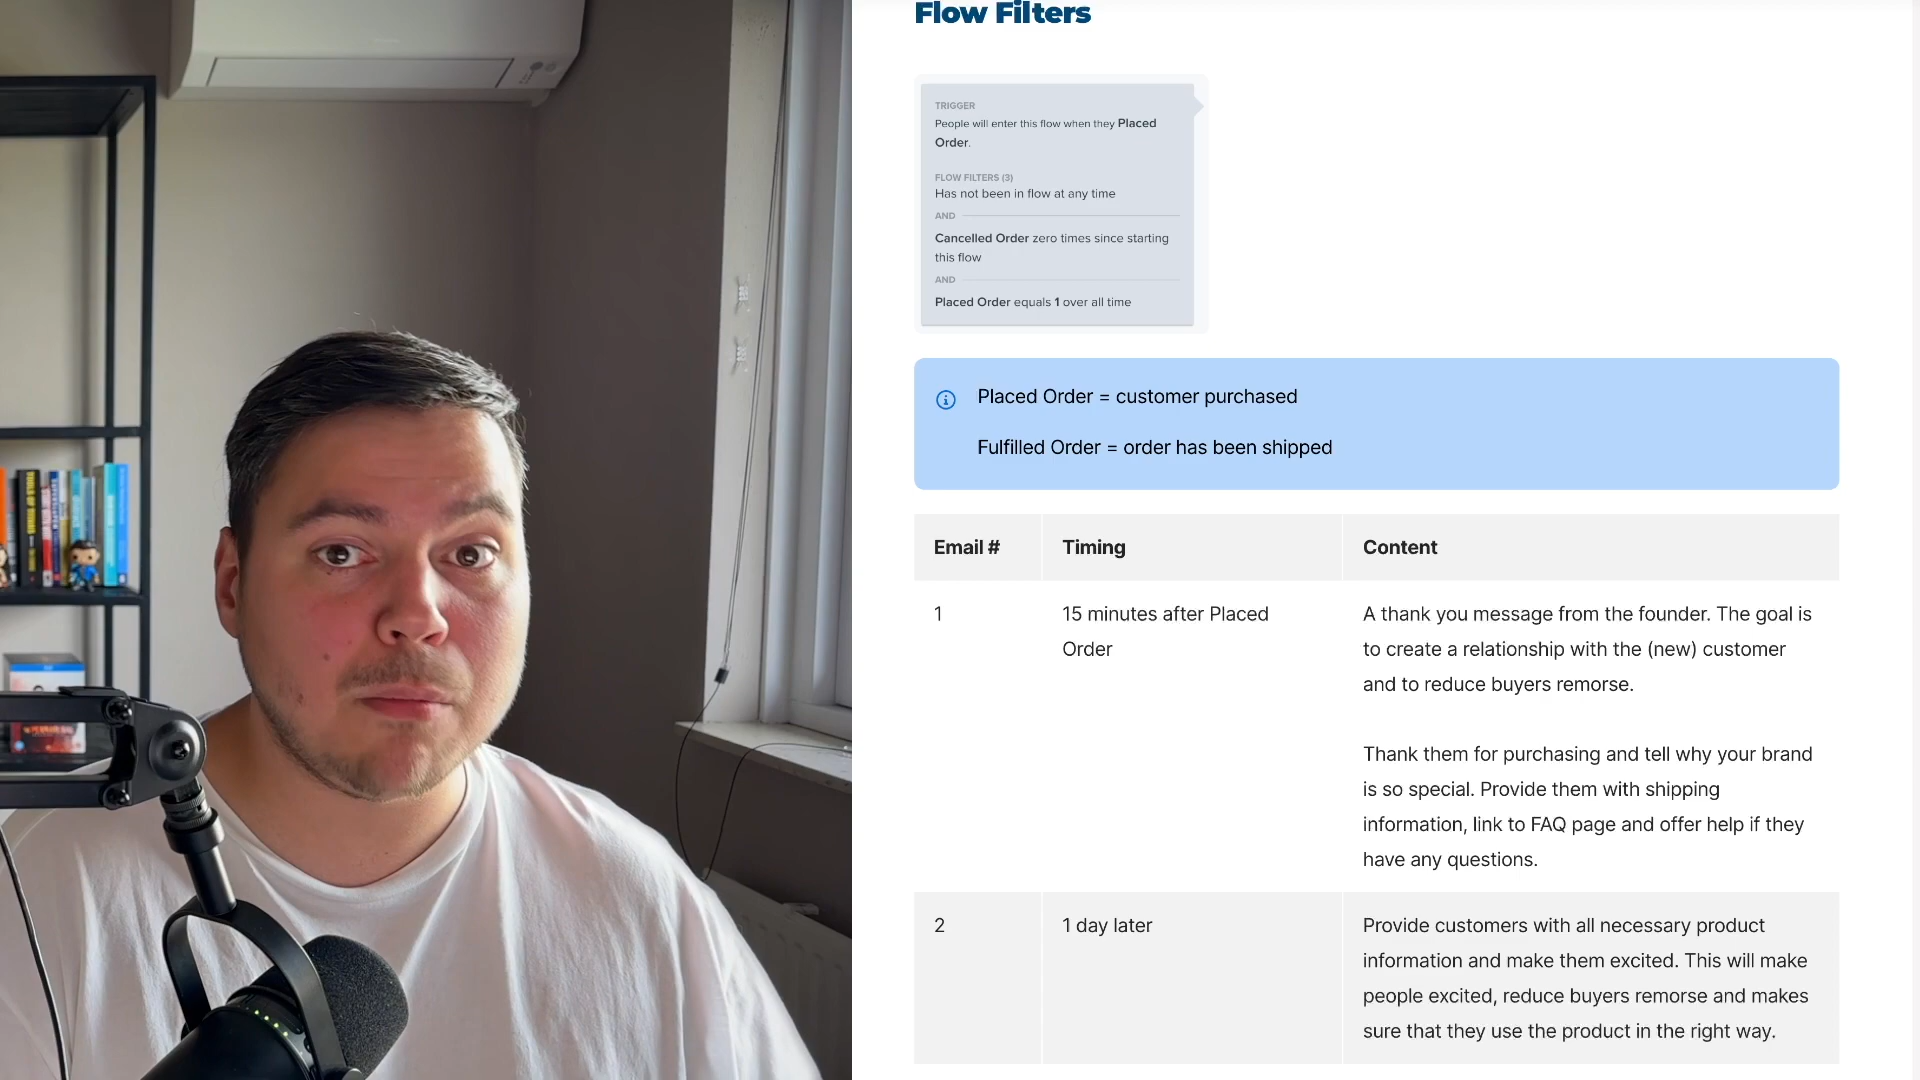 Flow Filters
TRIGGER
People will enter this flow when they Placed
Order.
FLOW FILTERS (3)
Has not been in flow at any time
AND
Cancelled Order zero times since starting
this flow
AND
Placed Order equals 1 over all time
Placed Order = customer purchased
Fulfilled Order = order has been shipped
Email #
Timing
Content
1
15 minutes after Placed
Order
A thank you message from the founder. The goal is
to create a relationship with the (new) customer
and to reduce buyers remorse.
Thank them for purchasing and tell why your brand
is so special. Provide them with shipping
information, link to FAQ page and offer help if they
have any questions.
2
1 day later
Provide customers with all necessary product
information and make them excited. This will make
people excited, reduce buyers remorse and makes
sure that they use the product in the right way.